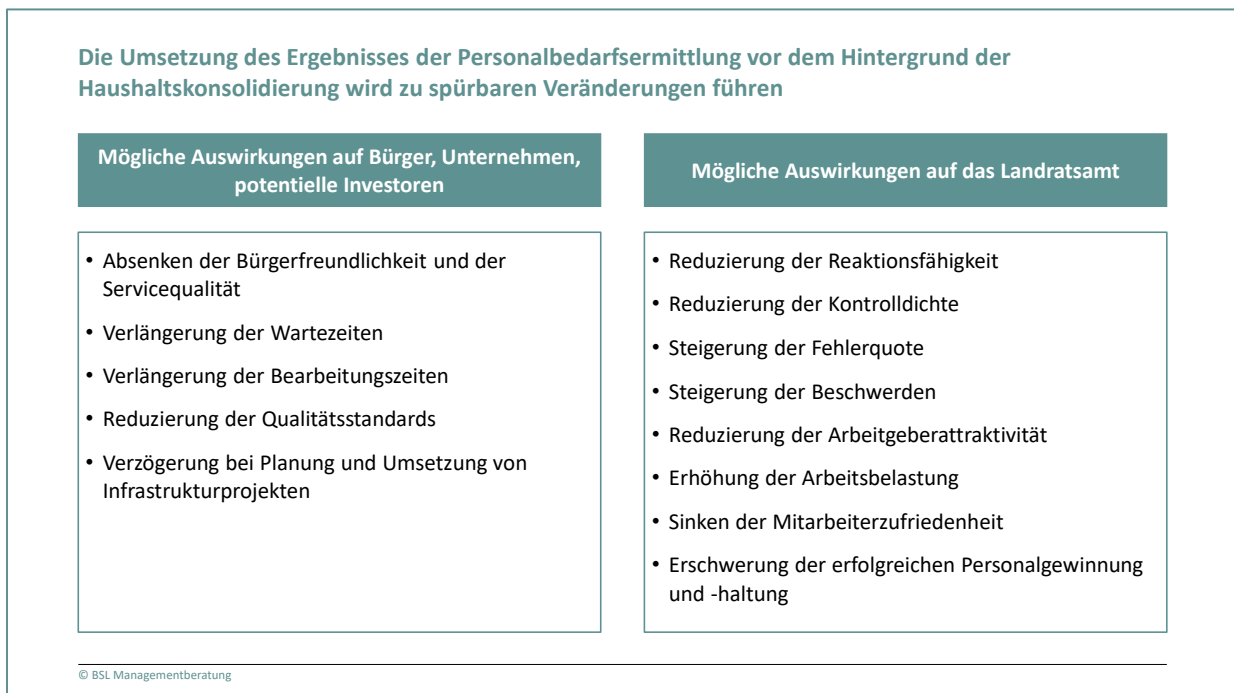 Die Umsetzung des Ergebnisses der Personalbedarfsermittlung vor dem Hintergrund der
Haushaltskonsolidierung wird zu spürbaren Veränderungen führen
Mögliche Auswirkungen auf Bürger, Unternehmen,
potentielle Investoren
• Absenken der Bürgerfreundlichkeit und der
Servicequalität
• Verlängerung der Wartezeiten
• Verlängerung der Bearbeitungszeiten
• Reduzierung der Qualitätsstandards
• Verzögerung bei Planung und Umsetzung von
Infrastrukturprojekten
Mögliche Auswirkungen auf das Landratsamt
• Reduzierung der Reaktionsfähigkeit
• Reduzierung der Kontrolldichte
• Steigerung der Fehlerquote
• Steigerung der Beschwerden
• Reduzierung der Arbeitgeberattraktivität
• Erhöhung der Arbeitsbelastung
• Sinken der Mitarbeiterzufriedenheit
• Erschwerung der erfolgreichen Personalgewinnung
und -haltung
© BSL Managementberatung